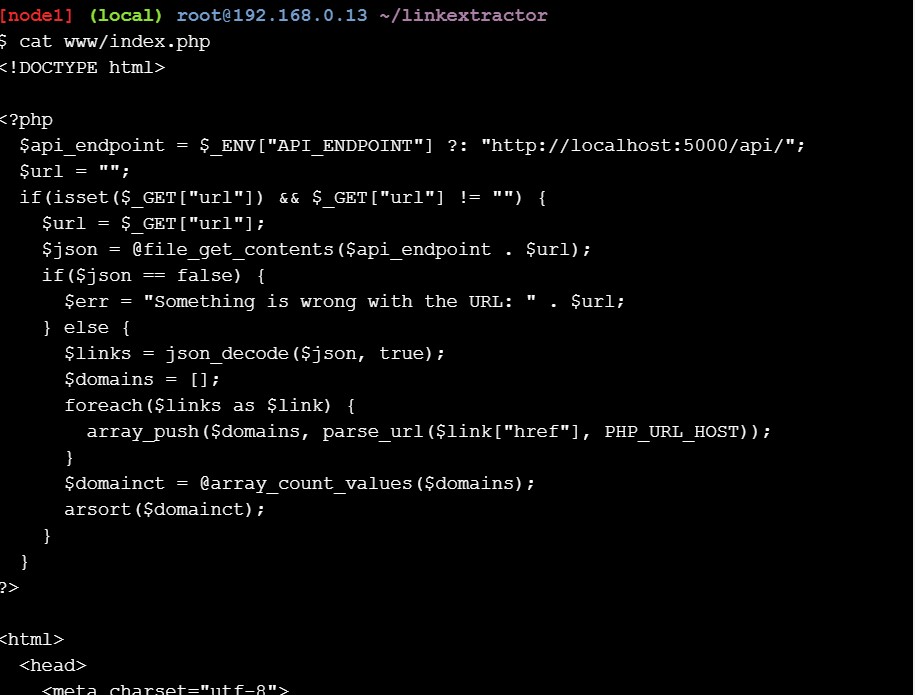 [node1] (local) root@192.168.0.13 ~/linkextractor
$ cat www/index.php
<!DOCTYPE html>

<?php
  $api_endpoint = $_ENV["API_ENDPOINT"] ?: "http://localhost:5000/api/";
  $url = "";
  if(isset($_GET["url"]) && $_GET["url"] != "") {
    $url = $_GET["url"];
    $json = @file_get_contents($api_endpoint . $url);
    if($json == false) {
      $err = "Something is wrong with the URL: " . $url;
    } else {
      $links = json_decode($json, true);
      $domains = [];
      foreach($links as $link) {
        array_push($domains, parse_url($link["href"], PHP_URL_HOST));
      }
      $domainct = @array_count_values($domains);
      arsort($domainct);
    }
  }
?>

<html>
  <head>
    <meta charset="utf-8">